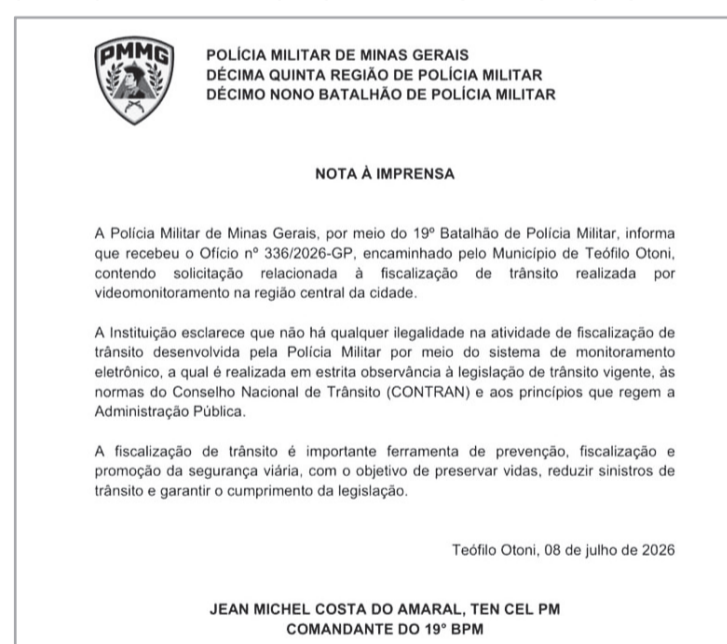 PMMG
POLÍCIA MILITAR DE MINAS GERAIS
DÉCIMA QUINTA REGIÃO DE POLÍCIA MILITAR
DÉCIMO NONO BATALHÃO DE POLÍCIA MILITAR
NOTA À IMPRENSA
A Polícia Militar de Minas Gerais, por meio do 19º Batalhão de Polícia Militar, informa
que recebeu o Ofício nº 336/2026-GP, encaminhado pelo Município de Teófilo Otoni,
contendo solicitação relacionada à fiscalização de trânsito realizada por
videomonitoramento na região central da cidade.
A Instituição esclarece que não há qualquer ilegalidade na atividade de fiscalização de
trânsito desenvolvida pela Polícia Militar por meio do sistema de monitoramento
eletrônico, a qual é realizada em estrita observância à legislação de trânsito vigente, às
normas do Conselho Nacional de Trânsito (CONTRAN) e aos princípios que regem a
Administração Pública.
A fiscalização de trânsito é importante ferramenta de prevenção, fiscalização e
promoção da segurança viária, com o objetivo de preservar vidas, reduzir sinistros de
trânsito e garantir o cumprimento da legislação.
Teófilo Otoni, 08 de julho de 2026
JEAN MICHEL COSTA DO AMARAL, TEN CEL PM
COMANDANTE DO 19° BPM